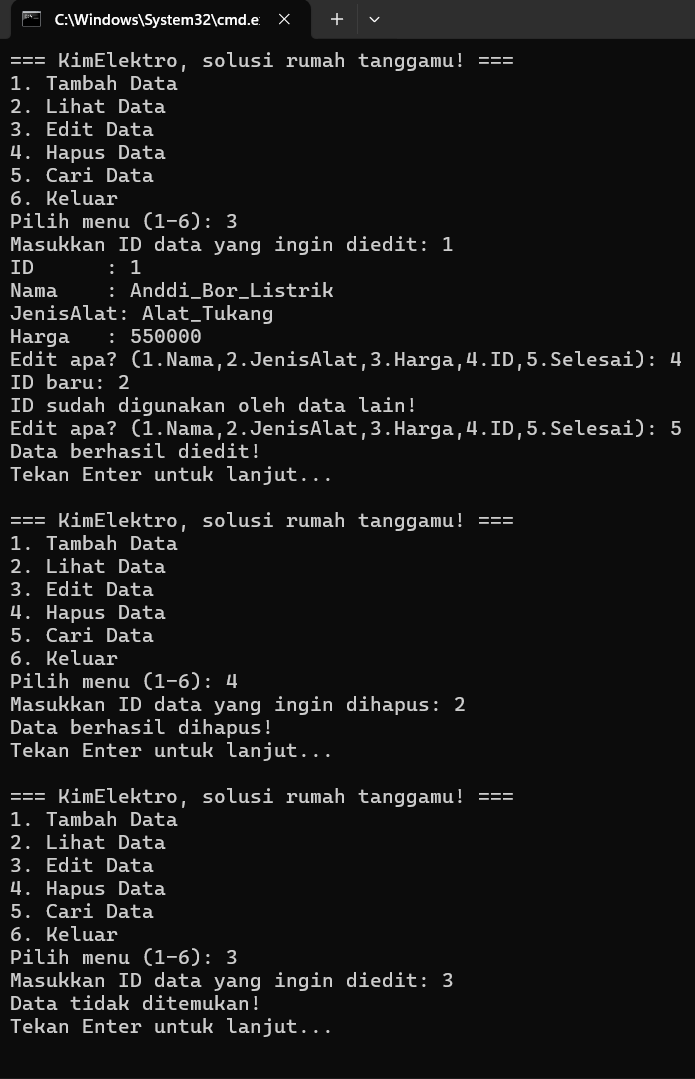 C:\Windows\System32\cmd.e
=== KimElektro, solusi rumah tanggamu! ===
1. Tambah Data
2. Lihat Data
3. Edit Data
4. Hapus Data
5. Cari Data
6. Keluar
Pilih menu (1-6): 3
Masukkan ID data yang ingin diedit: 1
ID      : 1
Nama    : Anddi_Bor_Listrik
JenisAlat: Alat_Tukang
Harga   : 550000
Edit apa? (1.Nama,2.JenisAlat,3.Harga,4.ID,5.Selesai): 4
ID baru: 2
ID sudah digunakan oleh data lain!
Edit apa? (1.Nama,2.JenisAlat,3.Harga,4.ID,5.Selesai): 5
Data berhasil diedit!
Tekan Enter untuk lanjut...

=== KimElektro, solusi rumah tanggamu! ===
1. Tambah Data
2. Lihat Data
3. Edit Data
4. Hapus Data
5. Cari Data
6. Keluar
Pilih menu (1-6): 4
Masukkan ID data yang ingin dihapus: 2
Data berhasil dihapus!
Tekan Enter untuk lanjut...

=== KimElektro, solusi rumah tanggamu! ===
1. Tambah Data
2. Lihat Data
3. Edit Data
4. Hapus Data
5. Cari Data
6. Keluar
Pilih menu (1-6): 3
Masukkan ID data yang ingin diedit: 3
Data tidak ditemukan!
Tekan Enter untuk lanjut...